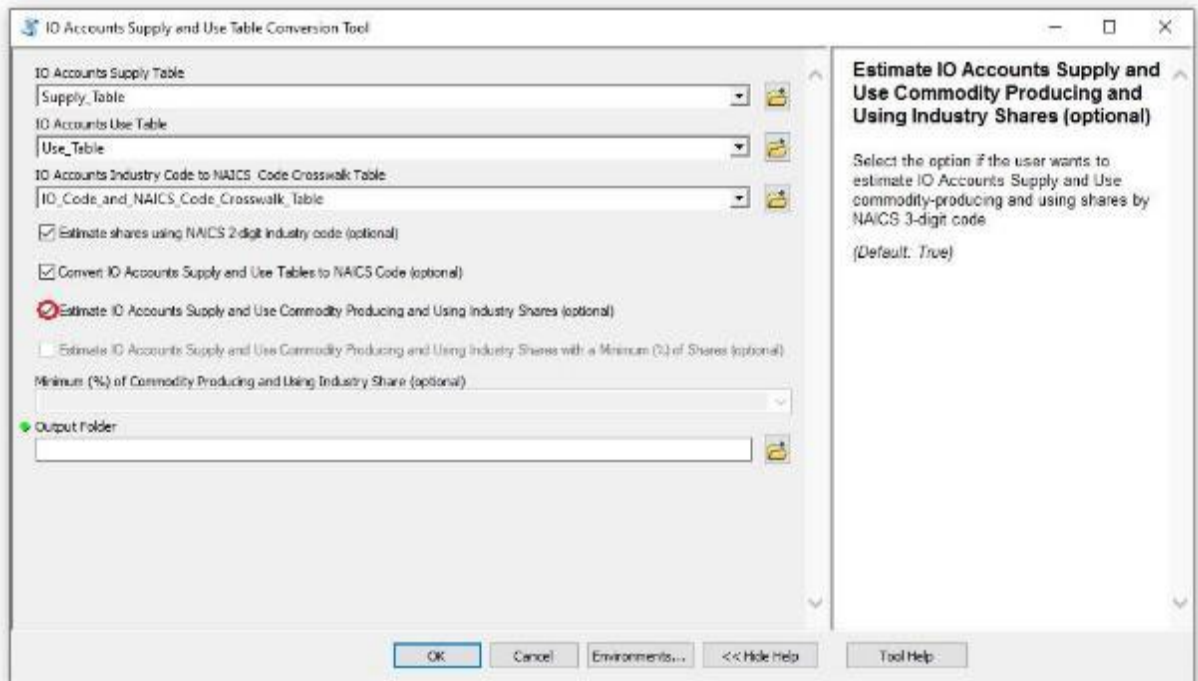 IO Accounts Supply and Use Table Conversion Tool
IO Accounts Supply Table
Supply_Table
IO Accounts Use Table
Use_Table
IO Accounts Industry Code to NAICS Code Crosswalk Table
IO_Code_and_NAICS_Code_Crosswalk_Table
Estimate shares using NAICS 2-digit industry code (optional)
Convert IO Accounts Supply and Use Tables to NAICS Code (optional)
Estimate IO Accounts Supply and Use Commodity Producing and Using Industry Shares (optional)
Estimate IO Accounts Supply and Use Commodity Producing and Using Industry Shares with a Minimum (%) of Shares (optional)
Minimum (%) of Commodity Producing and Using Industry Share (optional)
Output Folder
OK
Cancel
Environments...
<< Hide Help
Tool Help
Estimate IO Accounts Supply and
Use Commodity Producing and
Using Industry Shares (optional)
Select the option if the user wants to
estimate IO Accounts Supply and Use
commodity-producing and using shares by
NAICS 3-digit code
(Default: True)